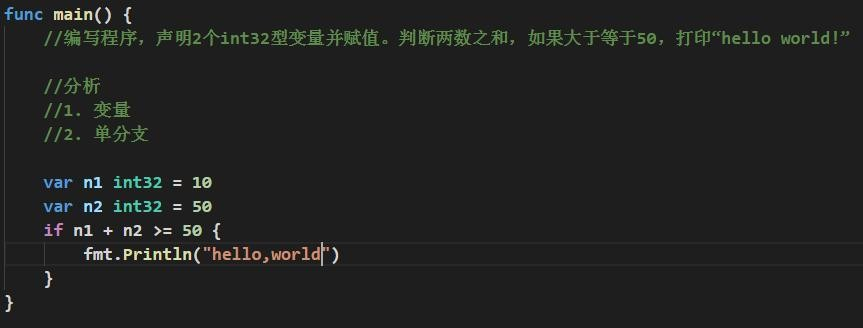 func main() {
//编写程序，声明2个int32型变量并赋值。判断两数之和，如果大于等于50，打印“hello world!”
//分析
//1. 变量
//2. 单分支
var n1 int32 = 10
var n2 int32 = 50
if n1 + n2 >= 50 {
fmt.Println("hello,world")
}
}